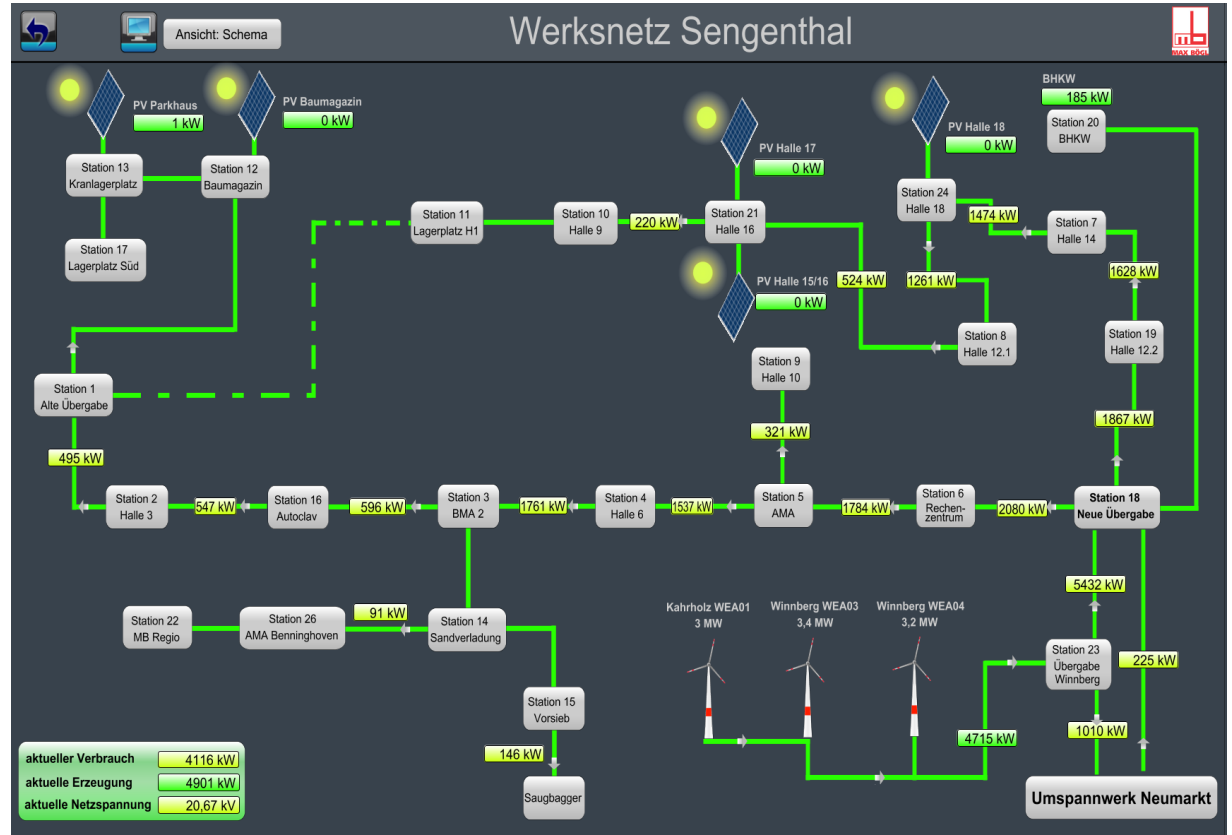 Ansicht: Schema
Werksnetz Sengenthal
MAX BÖGL
PV Parkhaus
1 kW
PV Baumagazin
0 kW
Station 13
Kranlagerplatz
Station 12
Baumagazin
Station 17
Lagerplatz Süd
Station 11
Lagerplatz H1
Station 10
Halle 9
220 kW
Station 21
Halle 16
PV Halle 17
0 kW
PV Halle 15/16
0 kW
524 kW
PV Halle 18
0 kW
Station 24
Halle 18
1474 kW
1261 kW
BHKW
185 kW
Station 20
BHKW
Station 7
Halle 14
1628 kW
Station 8
Halle 12.1
Station 19
Halle 12.2
1867 kW
Station 9
Halle 10
321 kW
Station 1
Alte Übergabe
495 kW
Station 2
Halle 3
547 kW
Station 16
Autoclav
596 kW
Station 3
BMA 2
1761 kW
Station 4
Halle 6
1537 kW
Station 5
AMA
1784 kW
Station 6
Rechen-
zentrum
2080 kW
Station 18
Neue Übergabe
Station 22
MB Regio
Station 26
AMA Benninghoven
91 kW
Station 14
Sandverladung
Station 15
Vorsieb
146 kW
Saugbagger
Kahrholz WEA01
3 MW
Winnberg WEA03
3,4 MW
Winnberg WEA04
3,2 MW
4715 kW
5432 kW
Station 23
Übergabe
Winnberg
225 kW
1010 kW
Umspannwerk Neumarkt
aktueller Verbrauch
4116 kW
aktuelle Erzeugung
4901 kW
aktuelle Netzspannung
20,67 kV